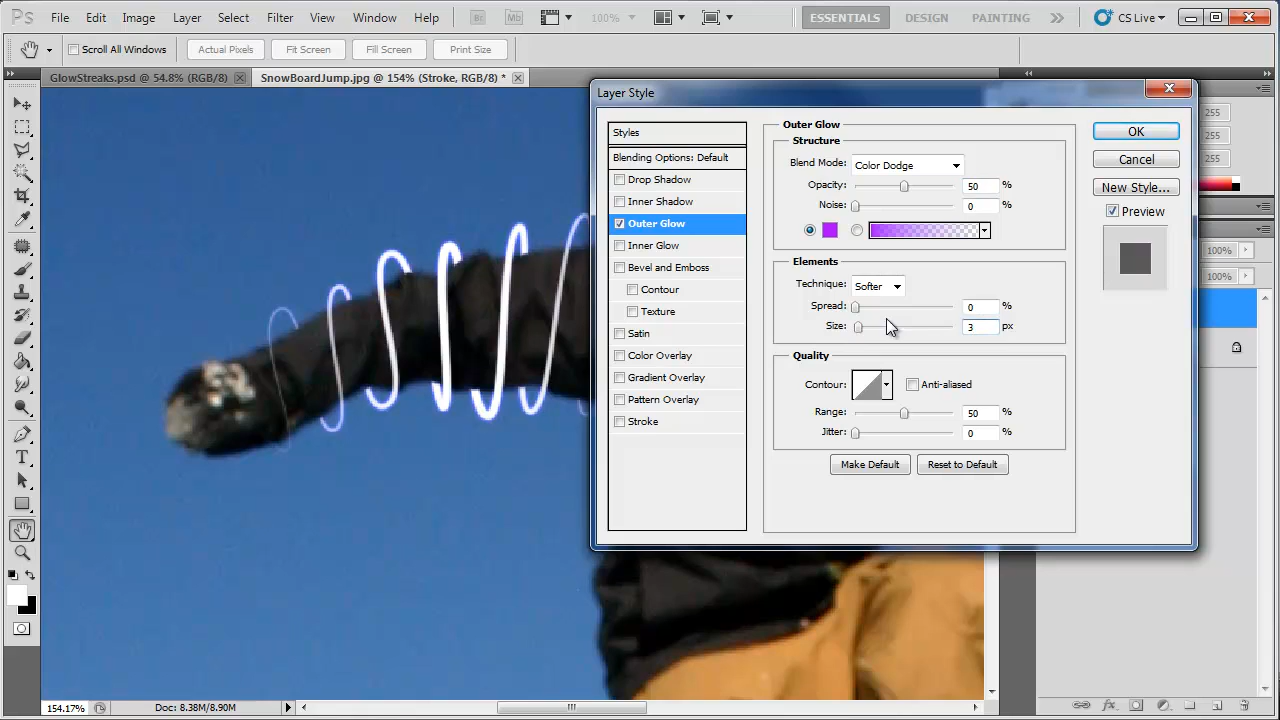 Ps File Edit Image Layer Select Filter View Window Help Br Mb 100% ESSENTIALS DESIGN PAINTING CS Live
Scroll All Windows Actual Pixels Fit Screen Fill Screen Print Size
GlowStreaks.psd @ 54.8% (RGB/8) SnowBoardJump.jpg @ 154% (Stroke, RGB/8) *
Layer Style
Styles
Blending Options: Default
Drop Shadow
Inner Shadow
Outer Glow
Inner Glow
Bevel and Emboss
Contour
Texture
Satin
Color Overlay
Gradient Overlay
Pattern Overlay
Stroke
Outer Glow
Structure
Blend Mode: Color Dodge
Opacity: 50 %
Noise: 0 %
Elements
Technique: Softer
Spread: 0 %
Size: 3 px
Quality
Contour: Anti-aliased
Range: 50 %
Jitter: 0 %
Make Default Reset to Default
OK
Cancel
New Style...
Preview
255
255
255
100%
100%
T
fx
154.17% Doc: 8.38M/8.90M